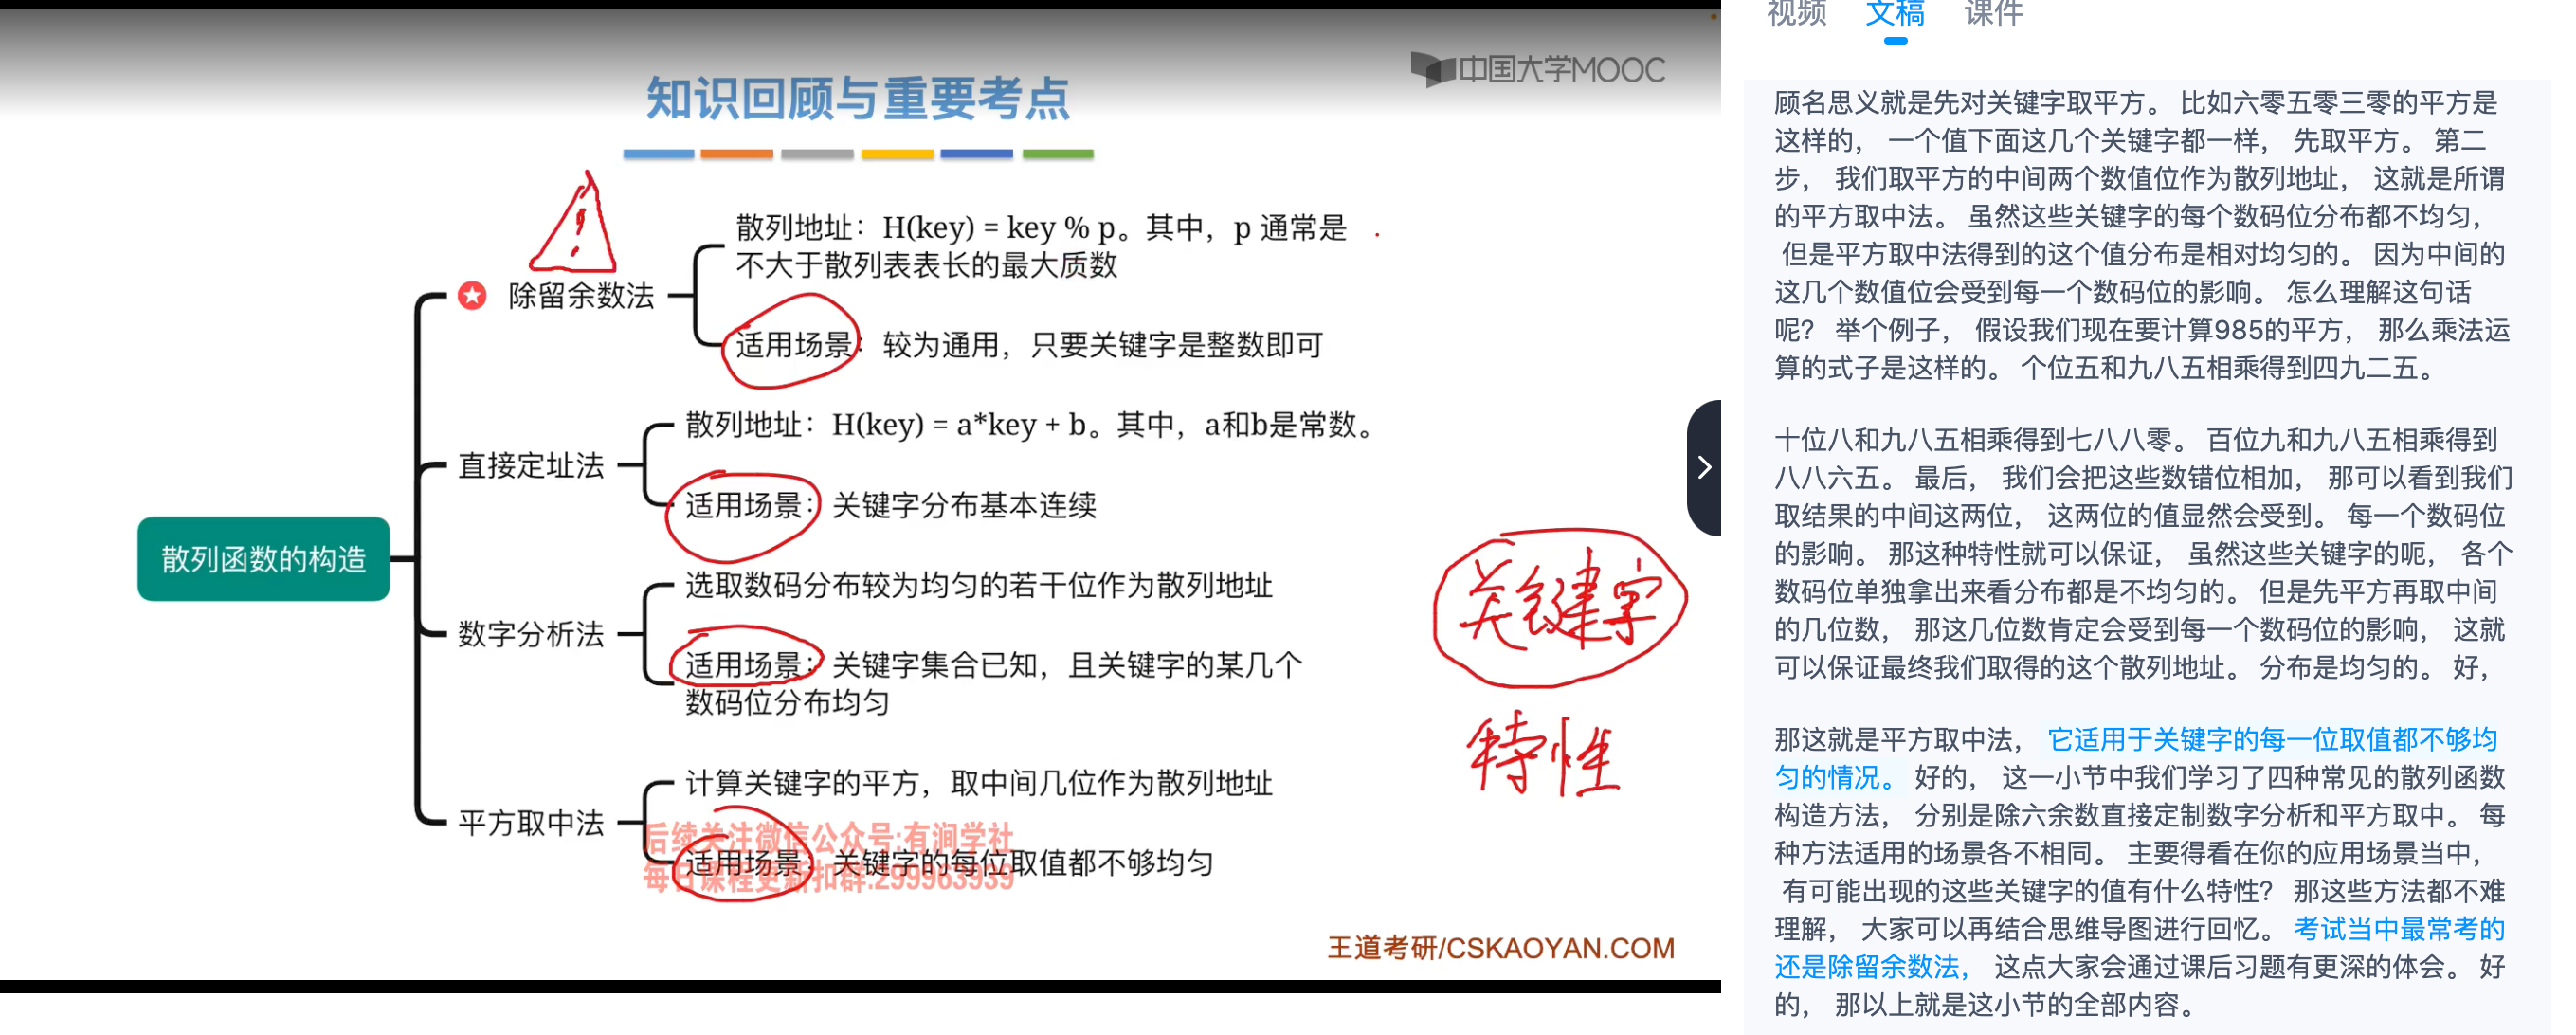 中国大学MOOC
知识回顾与重要考点
散列函数的构造
除留余数法
散列地址：H(key) = key % p。其中，p 通常是
不大于散列表表长的最大质数
适用场景：较为通用，只要关键字是整数即可
直接定址法
散列地址：H(key) = a*key + b。其中，a和b是常数。
适用场景：关键字分布基本连续
数字分析法
选取数码分布较为均匀的若干位作为散列地址
适用场景：关键字集合已知，且关键字的某几个
数码位分布均匀
平方取中法
计算关键字的平方，取中间几位作为散列地址
适用场景：关键字的每位取值都不够均匀
后续关注微信公众号:有涧学社
每日课程更新扣群:299963939
关键字
特性
王道考研/CSKAOYAN.COM
视频 文稿 课件
顾名思义就是先对关键字取平方。 比如六零五零三零的平方是
这样的， 一个值下面这几个关键字都一样， 先取平方。 第二
步， 我们取平方的中间两个数值位作为散列地址， 这就是所谓
的平方取中法。 虽然这些关键字的每个数码位分布都不均匀，
但是平方取中法得到的这个值分布是相对均匀的。 因为中间的
这几个数值位会受到每一个数码位的影响。 怎么理解这句话
呢？ 举个例子， 假设我们现在要计算985的平方， 那么乘法运
算的式子是这样的。 个位五和九八五相乘得到四九二五。
十位八和九八五相乘得到七八八零。 百位九和九八五相乘得到
八八六五。 最后， 我们会把这些数错位相加， 那可以看到我们
取结果的中间这两位， 这两位的值显然会受到。 每一个数码位
的影响。 那这种特性就可以保证， 虽然这些关键字的呃， 各个
数码位单独拿出来看分布都是不均匀的。 但是先平方再取中间
的几位数， 那这几位数肯定会受到每一个数码位的影响， 这就
可以保证最终我们取得的这个散列地址。 分布是均匀的。 好，
那这就是平方取中法， 它适用于关键字的每一位取值都不够均
匀的情况。 好的， 这一小节中我们学习了四种常见的散列函数
构造方法， 分别是除六余数直接定制数字分析和平方取中。 每
种方法适用的场景各不相同。 主要得看在你的应用场景当中，
有可能出现的这些关键字的值有什么特性？ 那这些方法都不难
理解， 大家可以再结合思维导图进行回忆。 考试当中最常考的
还是除留余数法， 这点大家会通过课后习题有更深的体会。 好
的， 那以上就是这小节的全部内容。